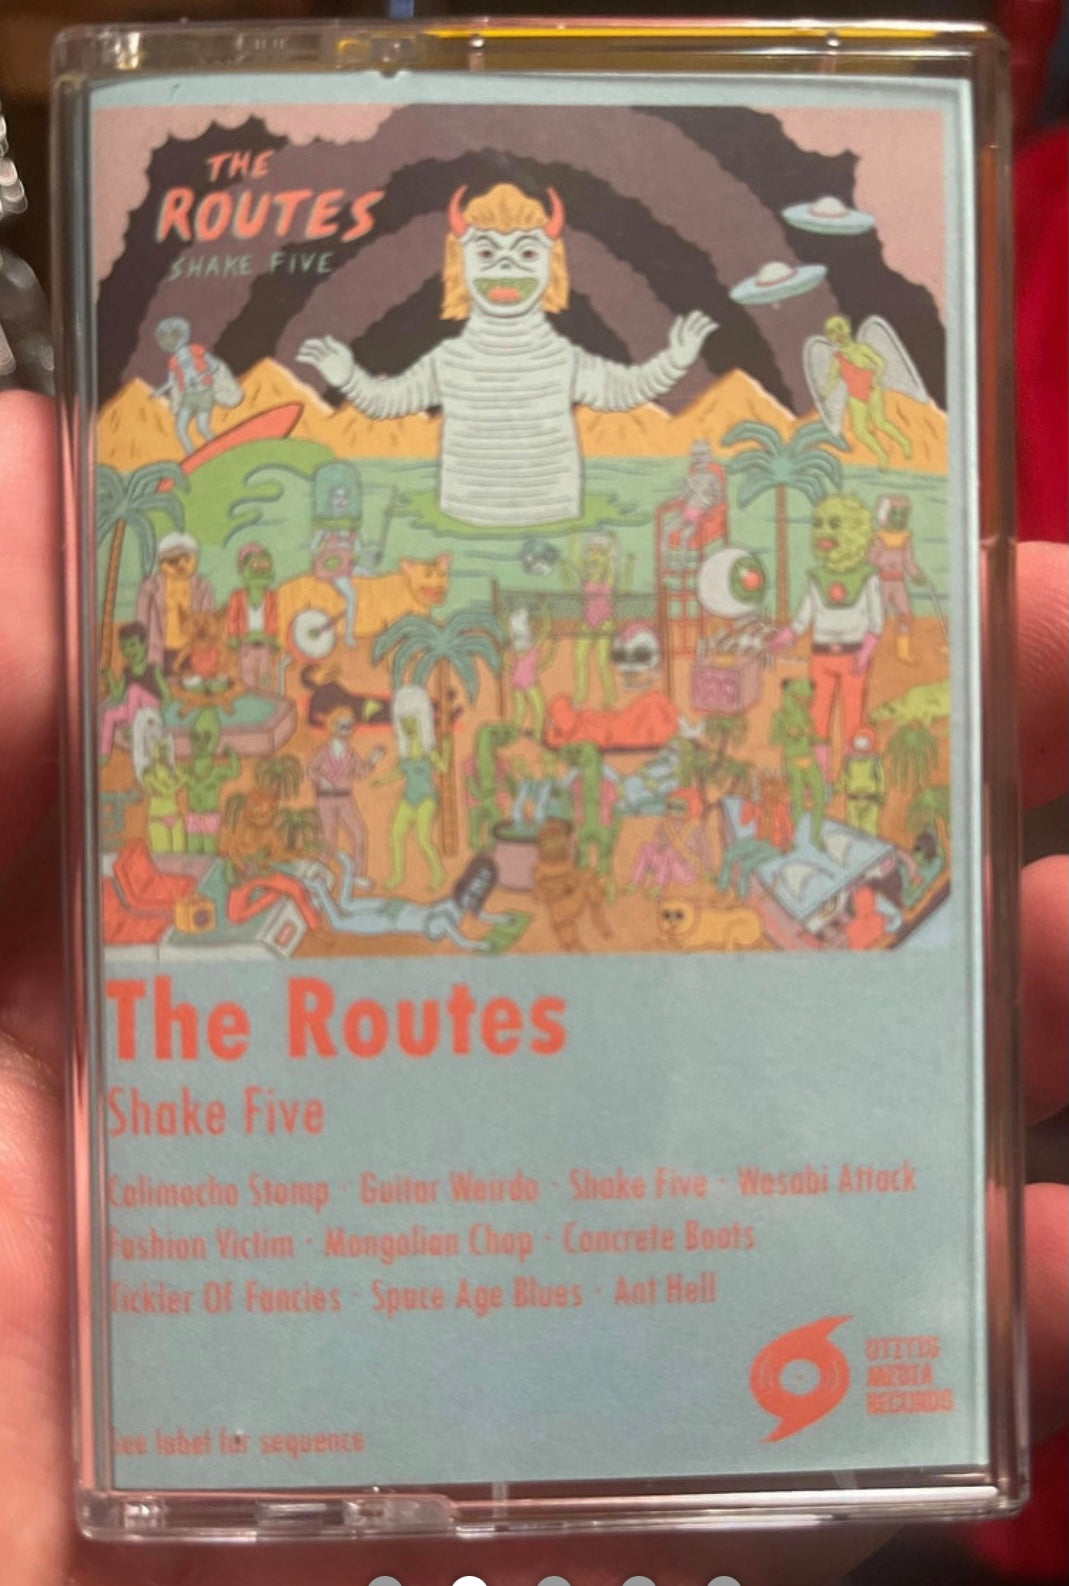 THE
ROUTES
SHAKE FIVE
The Routes
Shake Five
Calimocho Stomp · Guitar Weirdo · Shake Five · Wasabi Attack
Fashion Victim · Mongolian Chop · Concrete Boots
Tickler Of Fancies · Space Age Blues · Ant Hell
OTITIS
MEDIA
RECORDS
See label for sequence